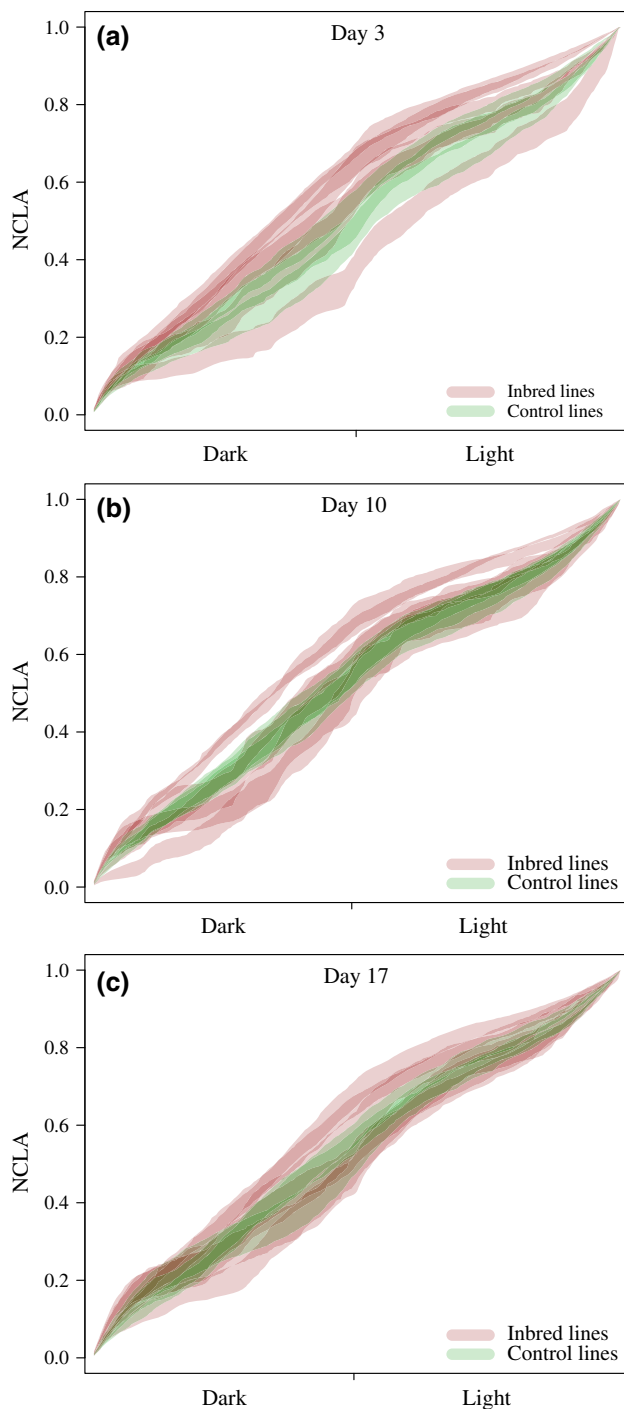 (a)
Day 3
1.0
0.8
0.6
0.4
0.2
0.0
NCLA
Inbred lines
Control lines
Dark
Light
(b)
Day 10
1.0
0.8
0.6
0.4
0.2
0.0
NCLA
Inbred lines
Control lines
Dark
Light
(c)
Day 17
1.0
0.8
0.6
0.4
0.2
0.0
NCLA
Inbred lines
Control lines
Dark
Light